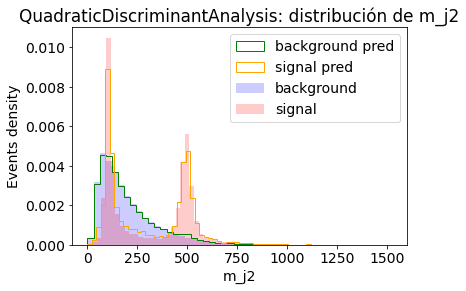 QuadraticDiscriminantAnalysis: distribución de m_j2
background pred
signal pred
background
signal
Events density
0.010
0.008
0.006
0.004
0.002
0.000
0
250
500
750
1000
1250
1500
m_j2